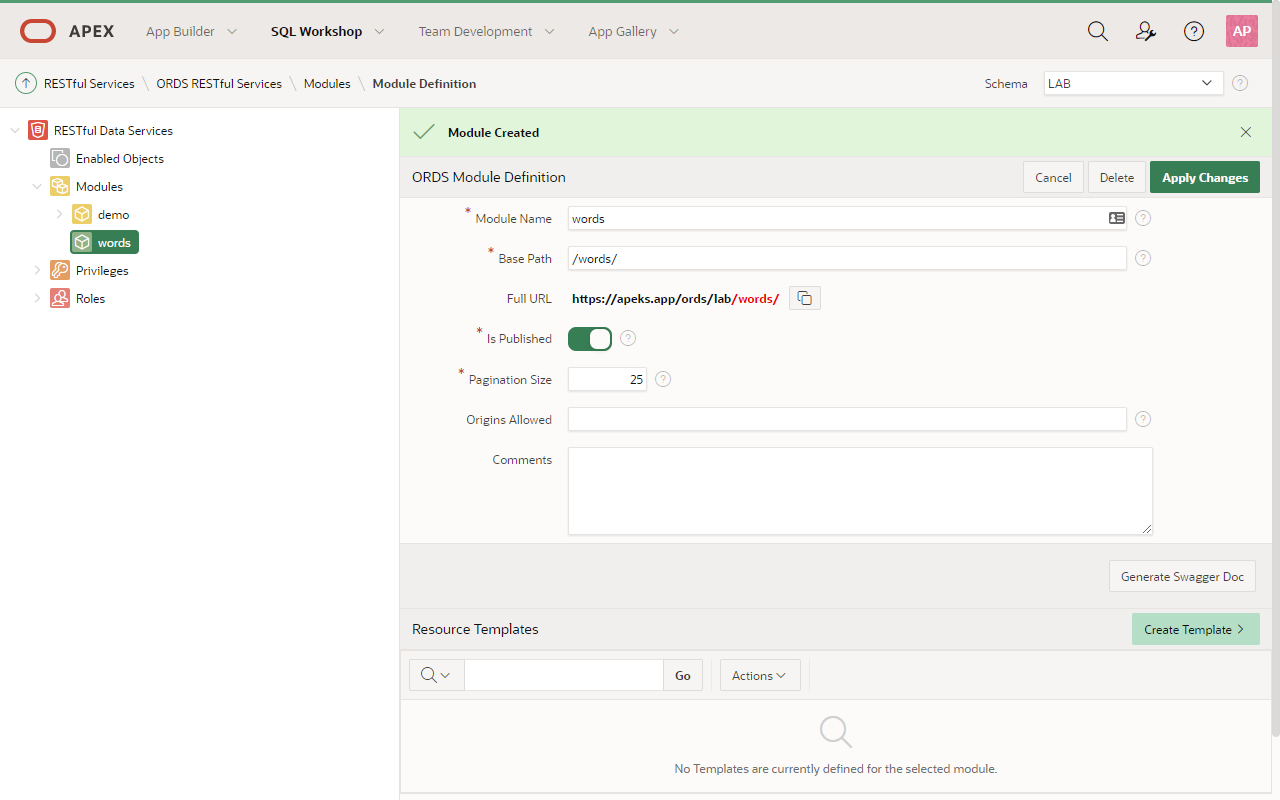 APEX App Builder SQL Workshop Team Development App Gallery AP
RESTful Services \ ORDS RESTful Services \ Modules \ Module Definition Schema LAB
RESTful Data Services
Enabled Objects
Modules
demo
words
Privileges
Roles
Module Created
ORDS Module Definition Cancel Delete Apply Changes
* Module Name words
* Base Path /words/
Full URL https://apeks.app/ords/lab/words/
* Is Published
* Pagination Size 25
Origins Allowed
Comments
Generate Swagger Doc
Resource Templates Create Template >
Go Actions
No Templates are currently defined for the selected module.